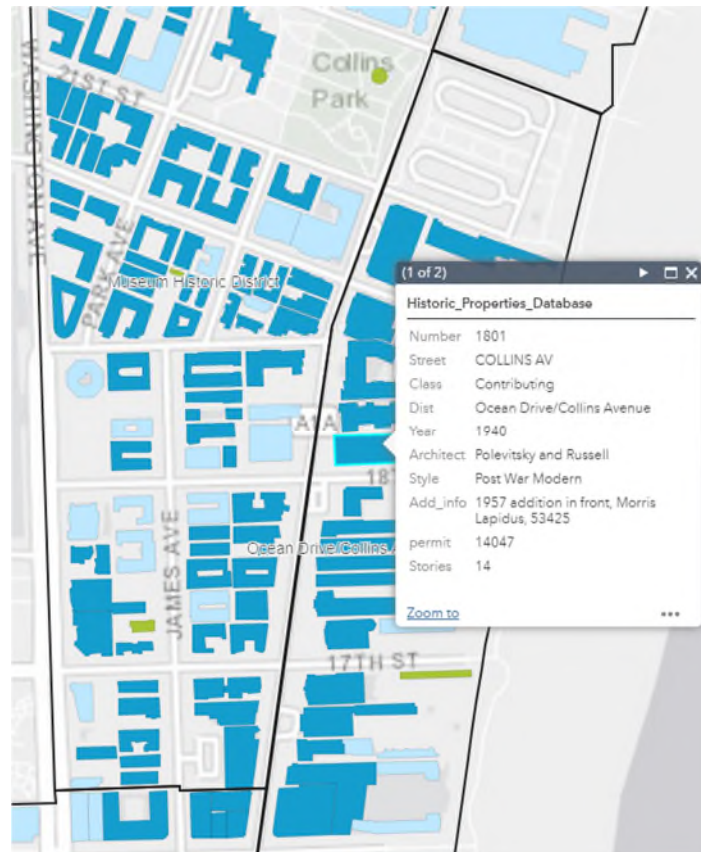 Collins
Park
21ST ST
WASHINGTON AVE
PARK AVE
Museum Historic District
(1 of 2)
Historic_Properties_Database
Number 1801
Street COLLINS AV
Class Contributing
Dist Ocean Drive/Collins Avenue
Year 1940
Architect Polevitsky and Russell
Style Post War Modern
Add_info 1957 addition in front, Morris
Lapidus, 53425
permit 14047
Stories 14
Zoom to
A1A
18T
JAMES AVE
Ocean Drive/Collins A
17TH ST